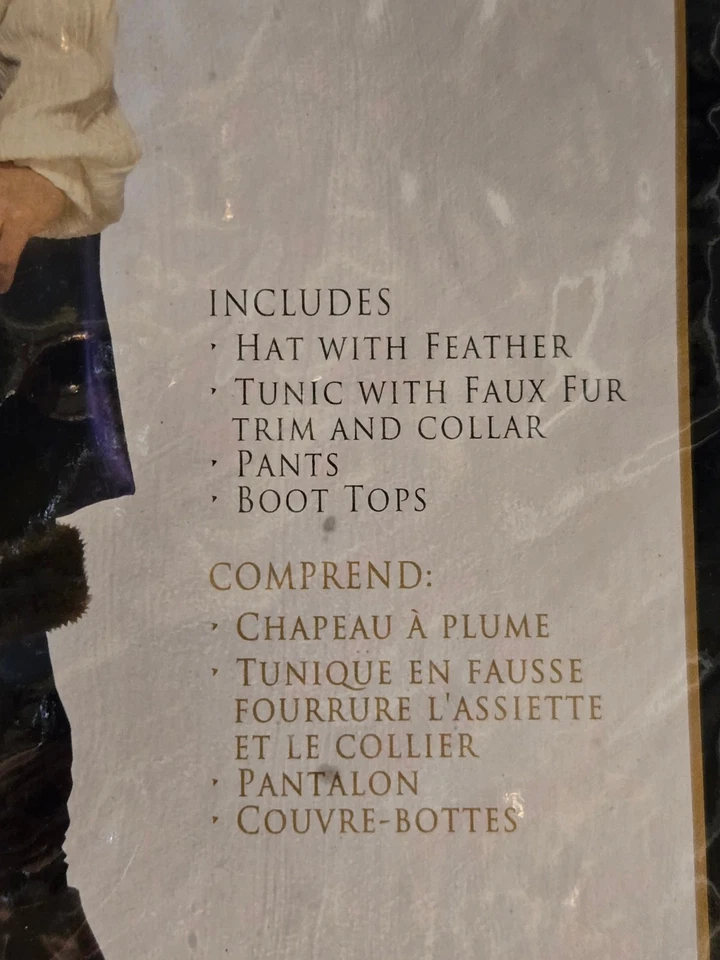 INCLUDES
· HAT WITH FEATHER
· TUNIC WITH FAUX FUR
TRIM AND COLLAR
· PANTS
· BOOT TOPS
COMPREND:
· CHAPEAU À PLUME
· TUNIQUE EN FAUSSE
FOURRURE L'ASSIETTE
ET LE COLLIER
· PANTALON
· COUVRE-BOTTES